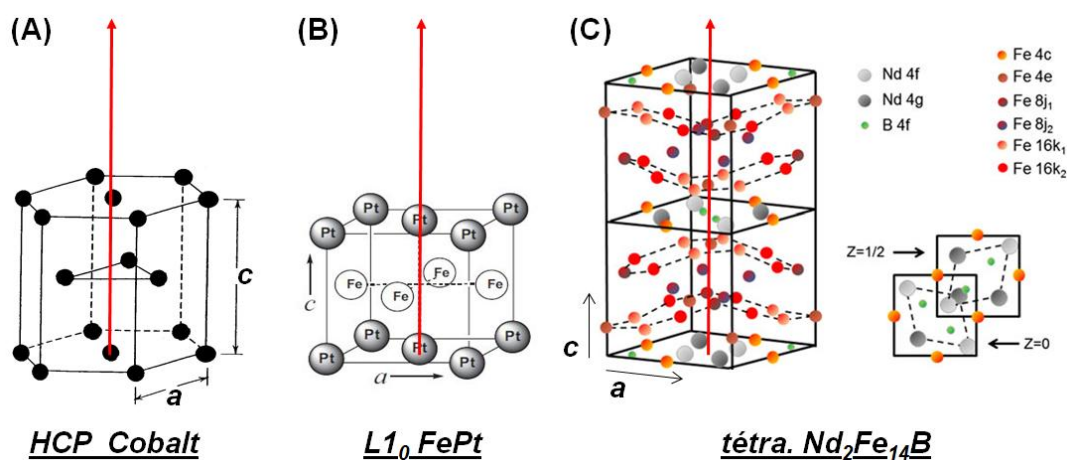 (A)
c
a
HCP Cobalt
(B)
Pt Pt Pt
Pt Pt Pt
Fe Fe
Fe Fe
Pt Pt Pt
Pt Pt Pt
c
a
L1₀ FePt
(C)
Nd 4f
Nd 4g
B 4f
Fe 4c
Fe 4e
Fe 8j₁
Fe 8j₂
Fe 16k₁
Fe 16k₂
c
a
Z=1/2
Z=0
tétra. Nd₂Fe₁₄B